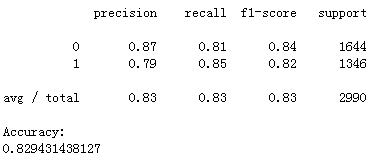 precision recall f1-score support
0 0.87 0.81 0.84 1644
1 0.79 0.85 0.82 1346
avg / total 0.83 0.83 0.83 2990
Accuracy:
0.829431438127